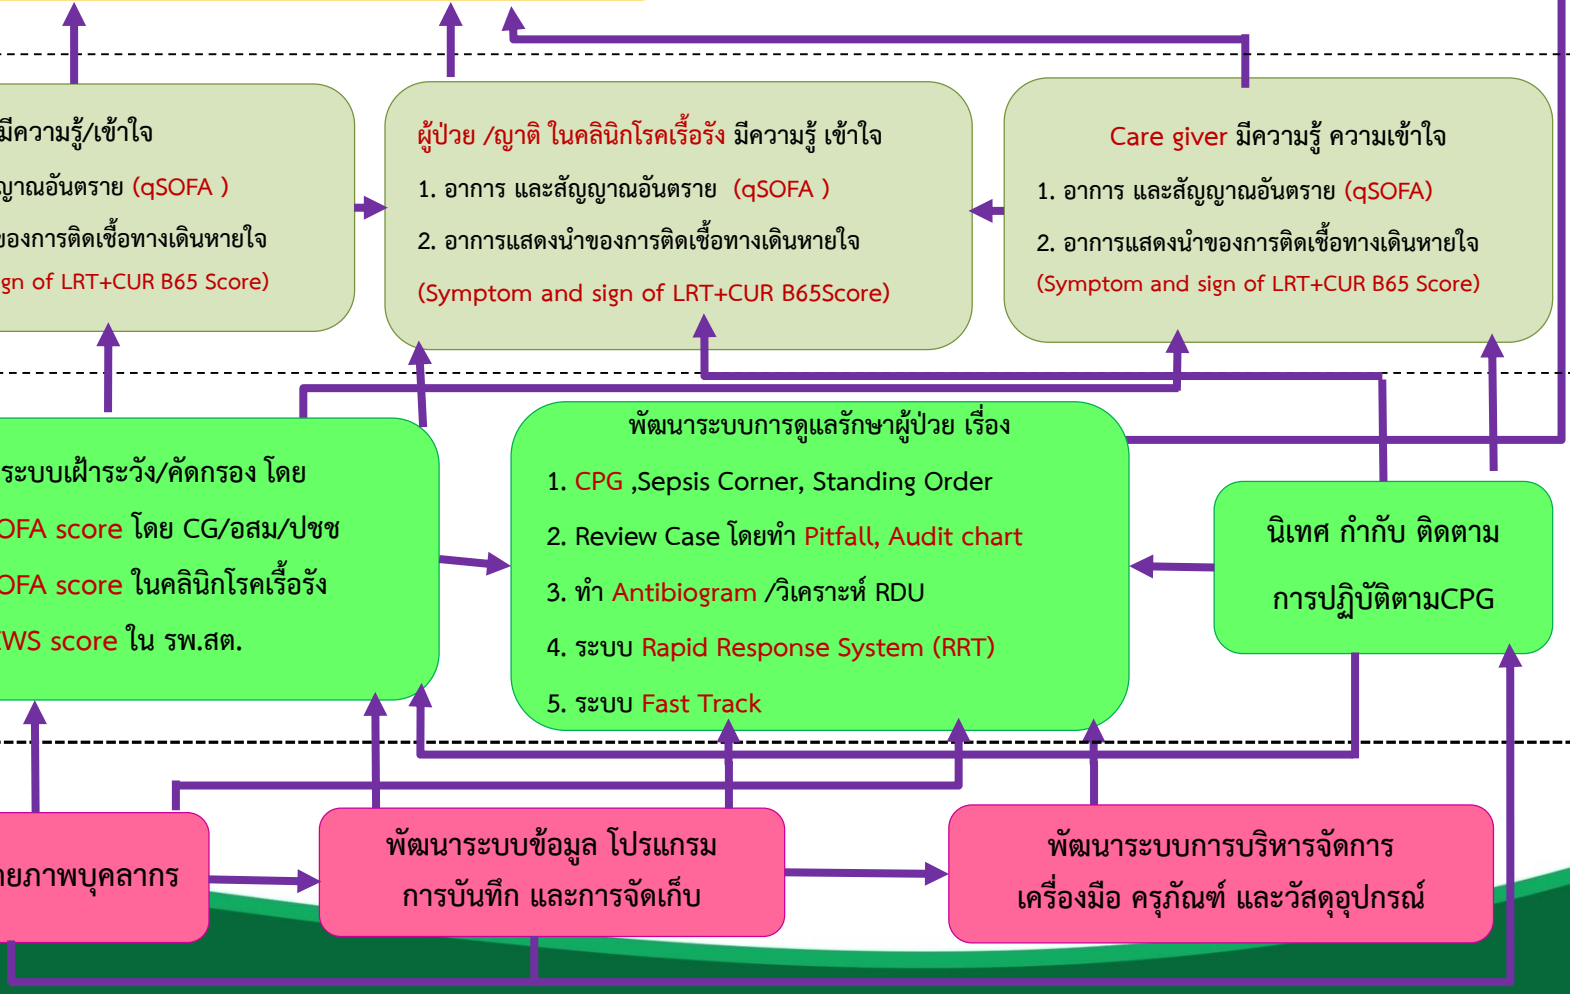 มีความรู้/เข้าใจ
ญาณอันตราย (qSOFA )
ของการติดเชื้อทางเดินหายใจ
gn of LRT+CUR B65 Score)
ผู้ป่วย /ญาติ ในคลินิกโรคเรื้อรัง มีความรู้ เข้าใจ
1. อาการ และสัญญาณอันตราย (qSOFA )
2. อาการแสดงนำของการติดเชื้อทางเดินหายใจ
(Symptom and sign of LRT+CUR B65Score)
Care giver มีความรู้ ความเข้าใจ
1. อาการ และสัญญาณอันตราย (qSOFA)
2. อาการแสดงนำของการติดเชื้อทางเดินหายใจ
(Symptom and sign of LRT+CUR B65 Score)
ระบบเฝ้าระวัง/คัดกรอง โดย
OFA score โดย CG/อสม/ปชช
OFA score ในคลินิกโรคเรื้อรัง
EWS score ใน รพ.สต.
พัฒนาระบบการดูแลรักษาผู้ป่วย เรื่อง
1. CPG ,Sepsis Corner, Standing Order
2. Review Case โดยทำ Pitfall, Audit chart
3. ทำ Antibiogram /วิเคราะห์ RDU
4. ระบบ Rapid Response System (RRT)
5. ระบบ Fast Track
นิเทศ กำกับ ติดตาม
การปฏิบัติตามCPG
ยภาพบุคลากร
พัฒนาระบบข้อมูล โปรแกรม
การบันทึก และการจัดเก็บ
พัฒนาระบบการบริหารจัดการ
เครื่องมือ ครุภัณฑ์ และวัสดุอุปกรณ์